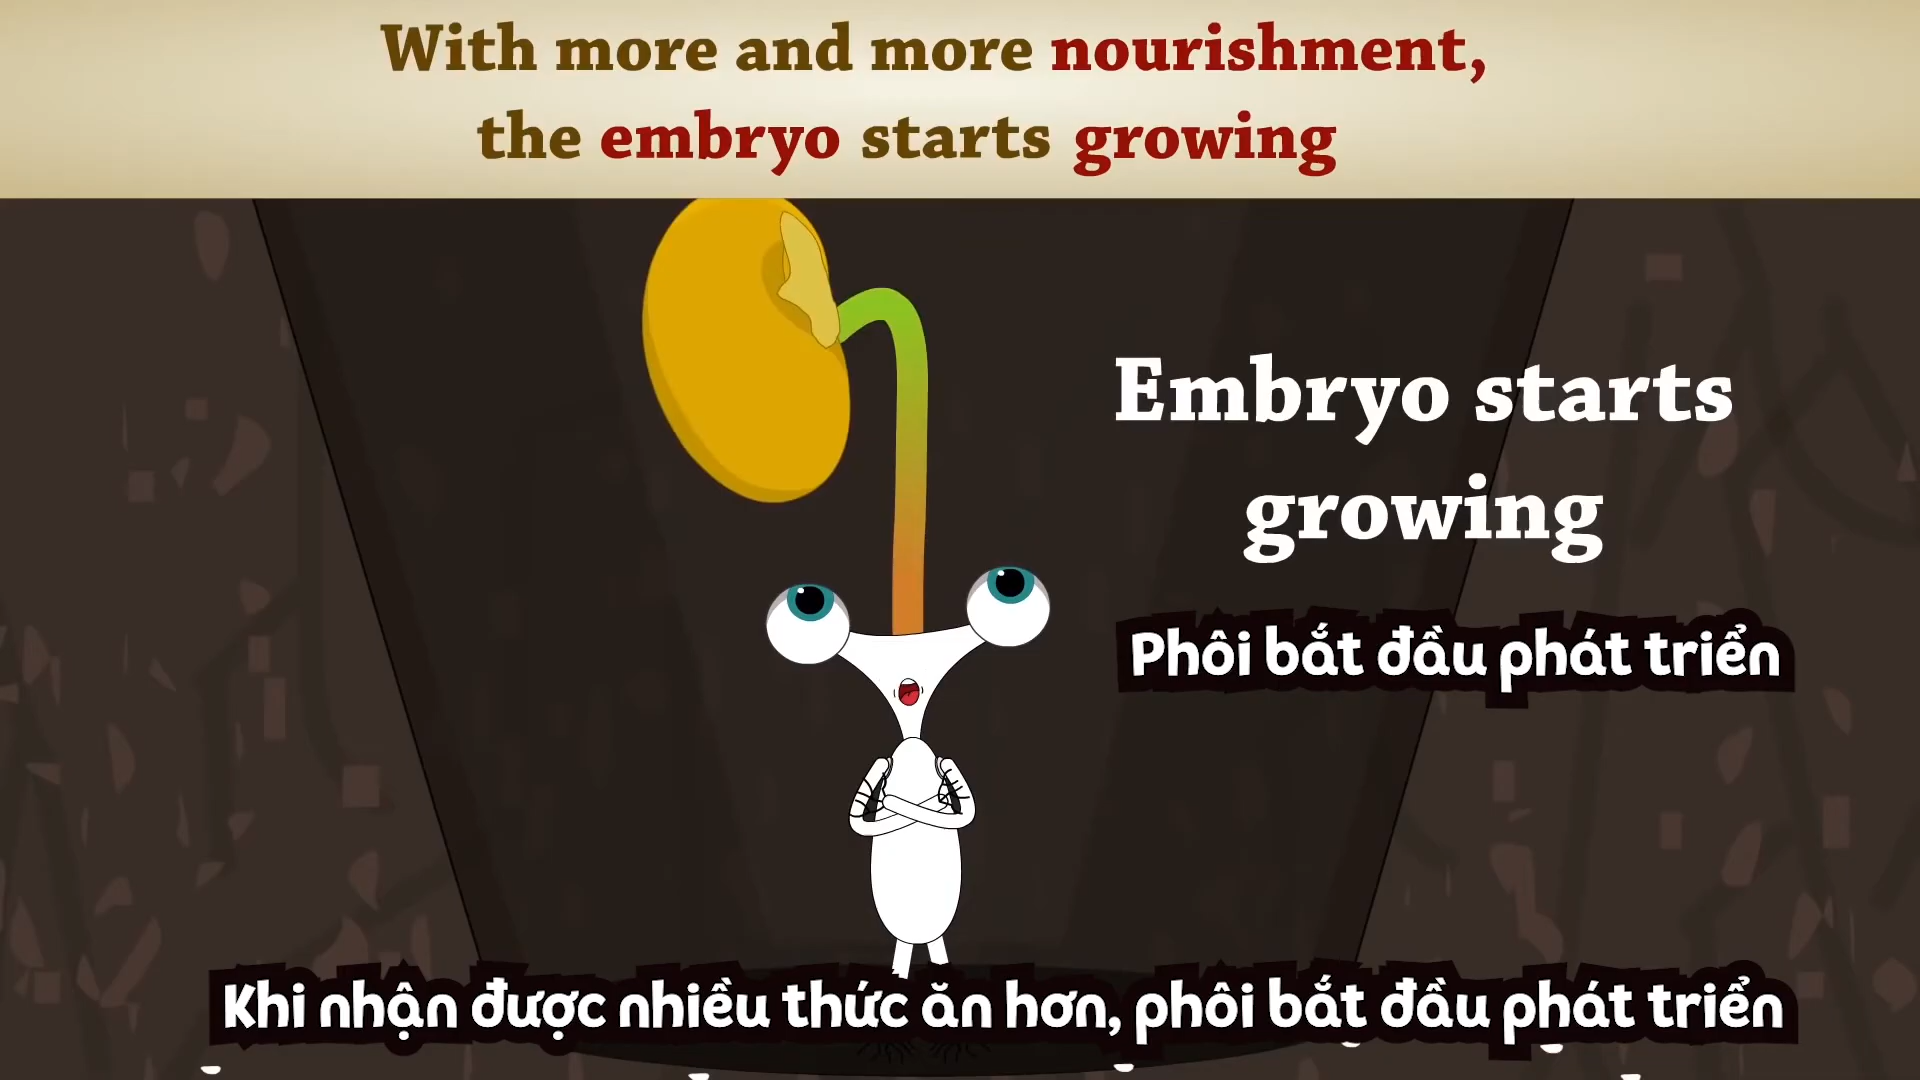 With more and more nourishment,
the embryo starts growing
Embryo starts
growing
Phôi bắt đầu phát triển
Khi nhận được nhiều thức ăn hơn, phôi bắt đầu phát triển